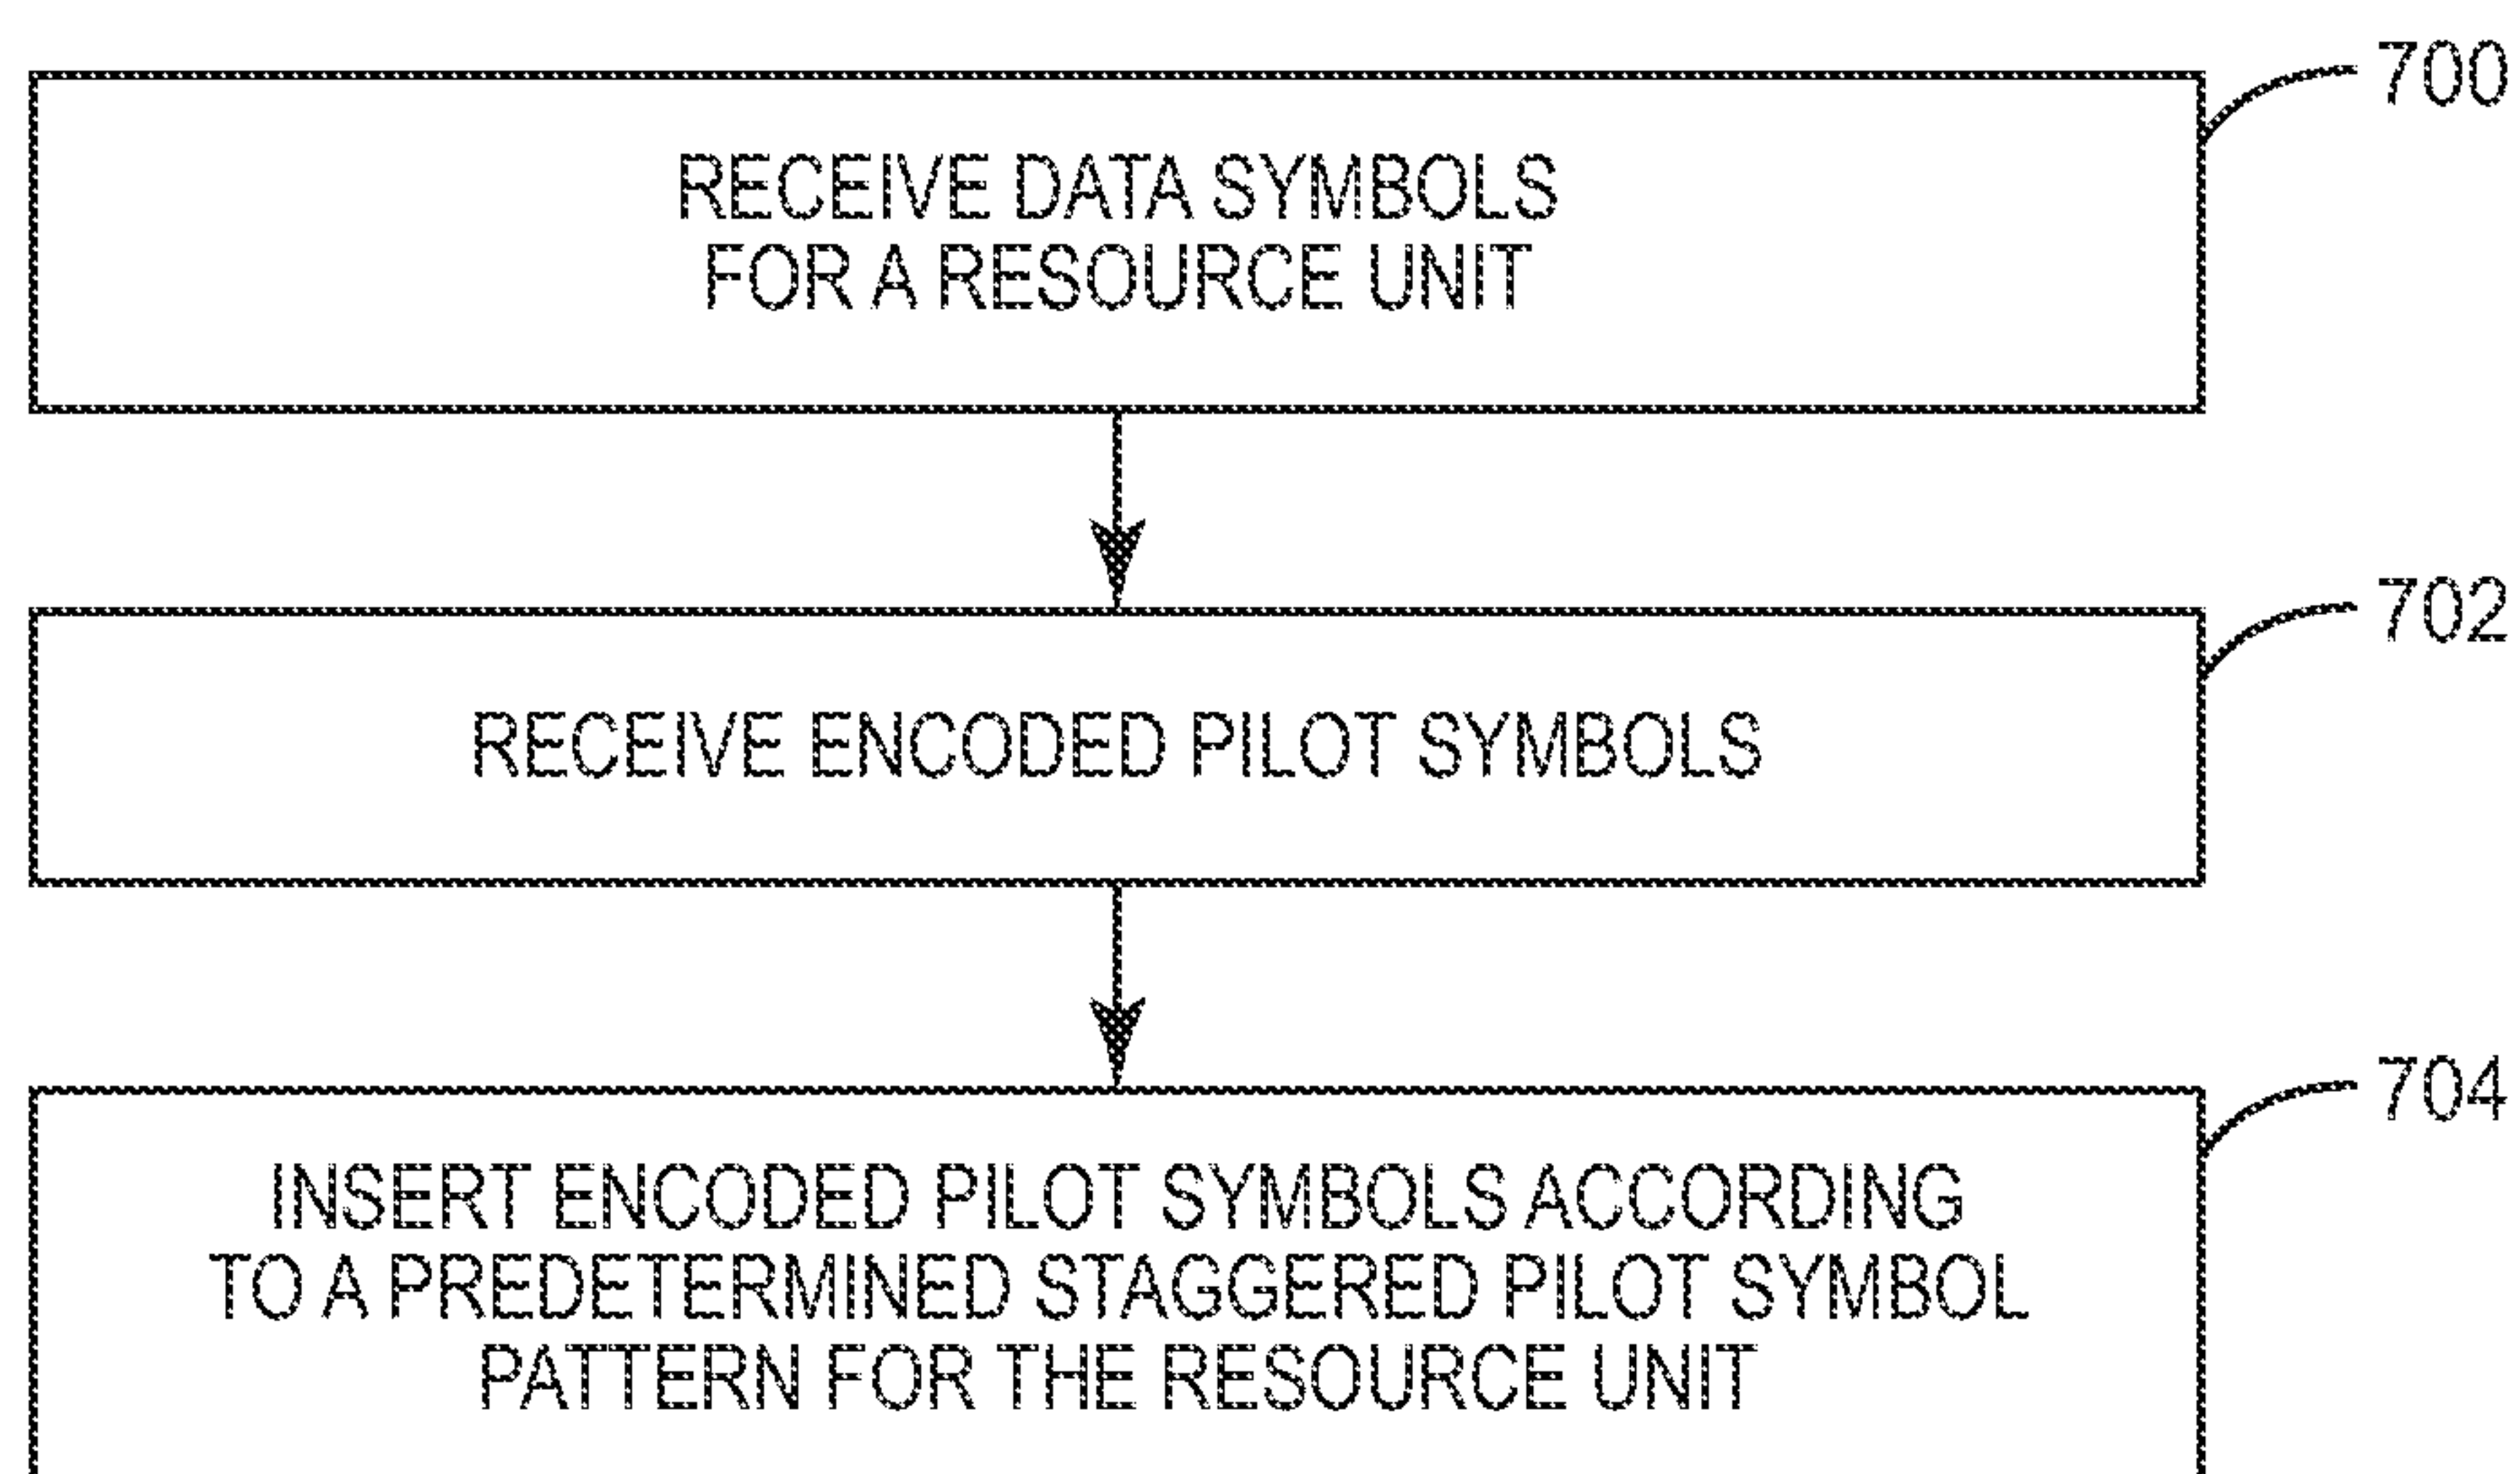 700
RECEIVE DATA SYMBOLS
FOR A RESOURCE UNIT
702
RECEIVE ENCODED PILOT SYMBOLS
704
INSERT ENCODED PILOT SYMBOLS ACCORDING
TO A PREDETERMINED STAGGERED PILOT SYMBOL
PATTERN FOR THE RESOURCE UNIT